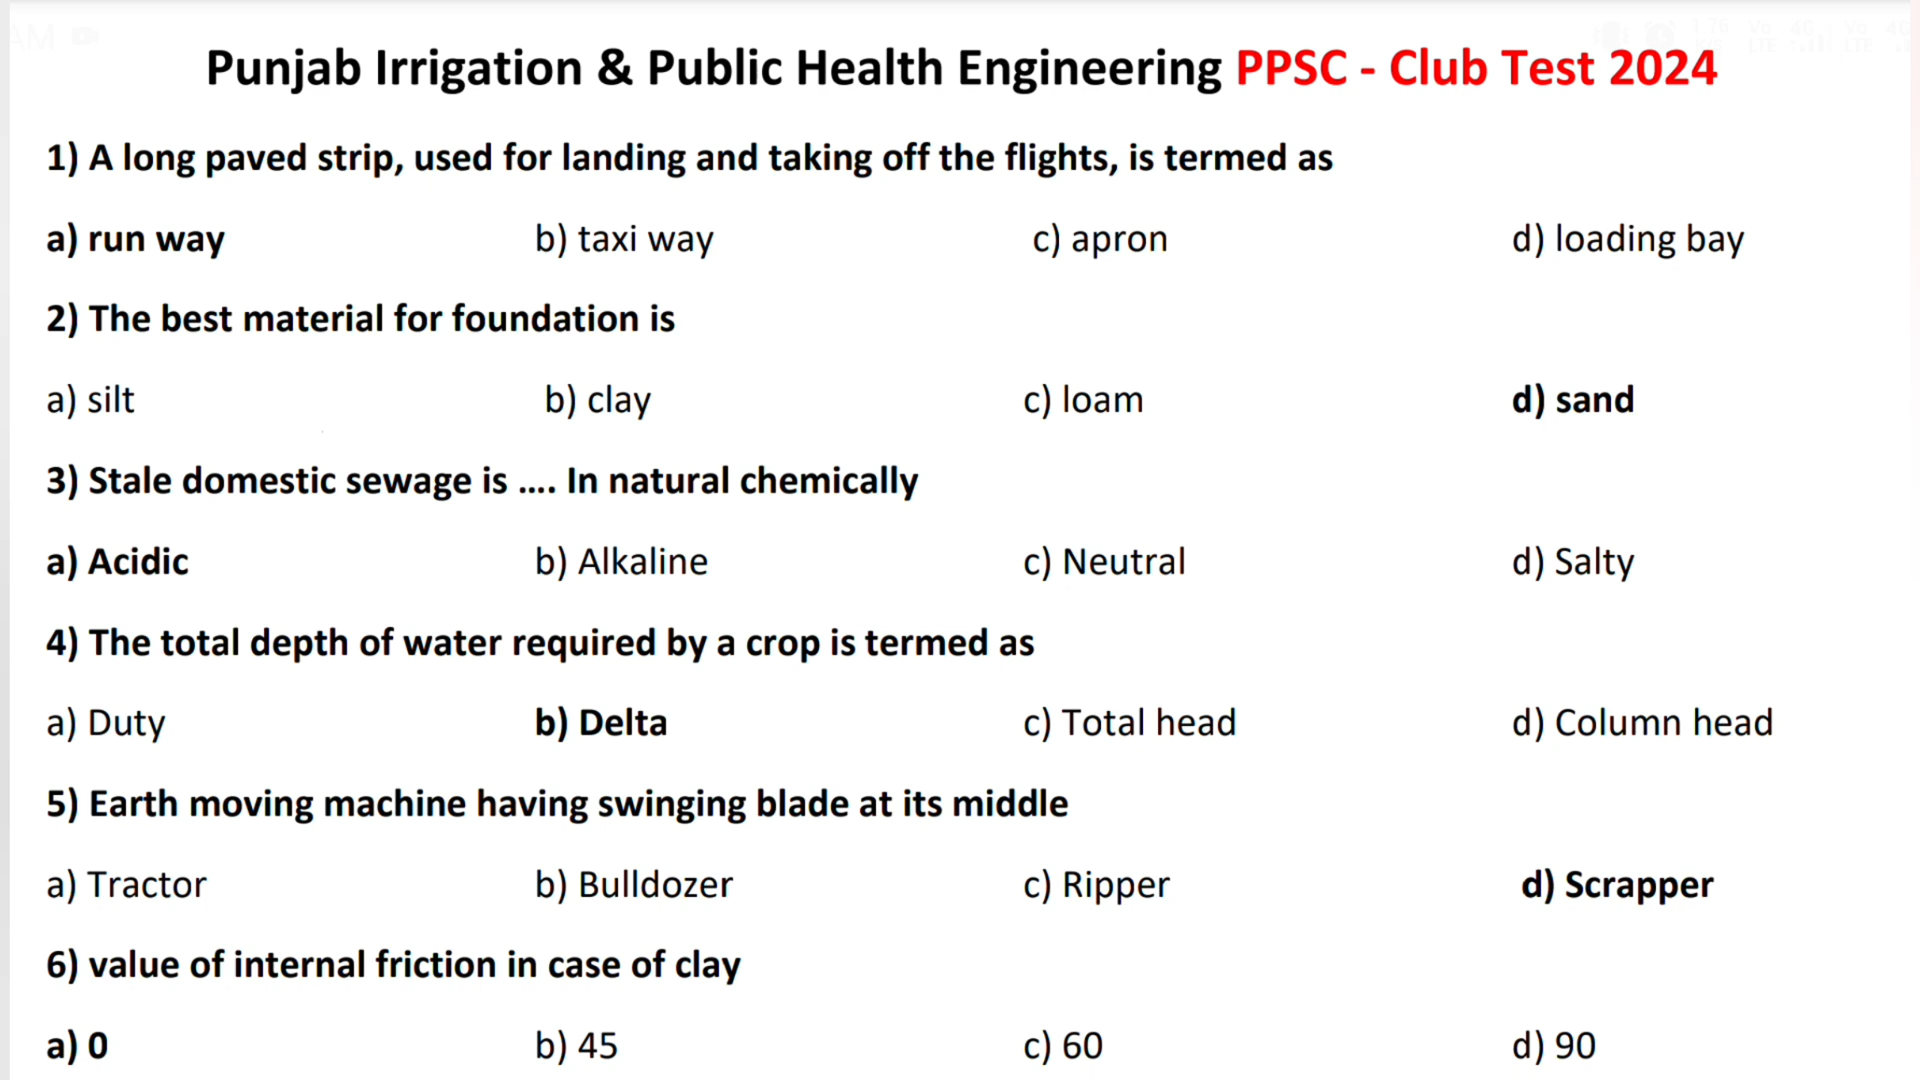 Punjab Irrigation & Public Health Engineering PPSC - Club Test 2024
1) A long paved strip, used for landing and taking off the flights, is termed as
a) run way b) taxi way c) apron d) loading bay
2) The best material for foundation is
a) silt b) clay c) loam d) sand
3) Stale domestic sewage is .... In natural chemically
a) Acidic b) Alkaline c) Neutral d) Salty
4) The total depth of water required by a crop is termed as
a) Duty b) Delta c) Total head d) Column head
5) Earth moving machine having swinging blade at its middle
a) Tractor b) Bulldozer c) Ripper d) Scrapper
6) value of internal friction in case of clay
a) 0 b) 45 c) 60 d) 90